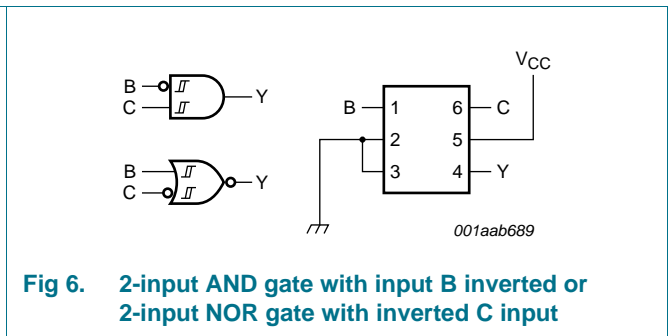 V_CC
B
C
Y
B
C
Y
B 1 6 C
2 5
3 4 Y
001aab689
Fig 6. 2-input AND gate with input B inverted or
2-input NOR gate with inverted C input